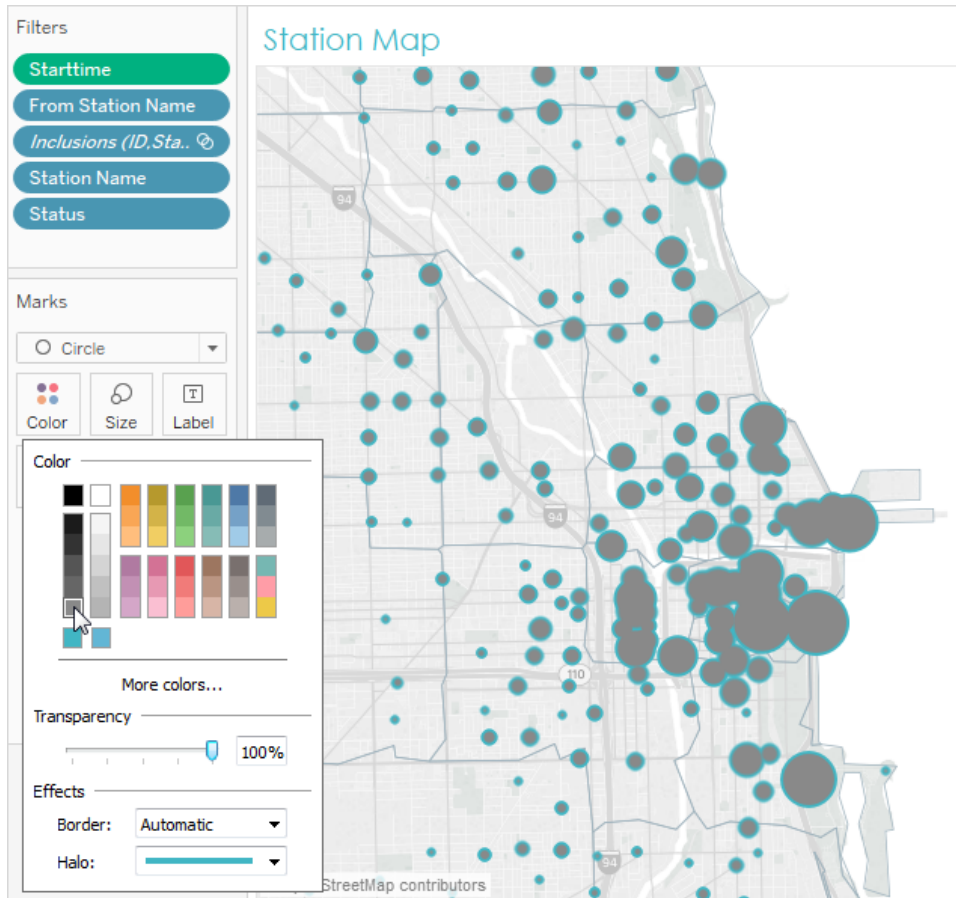 Filters
Starttime
From Station Name
Inclusions (ID,Sta..
Station Name
Status
Marks
Circle
Color
Size
T
Label
Color
More colors...
Transparency
100%
Effects
Border:
Automatic
Halo:
Station Map
94
94
110
94
StreetMap contributors